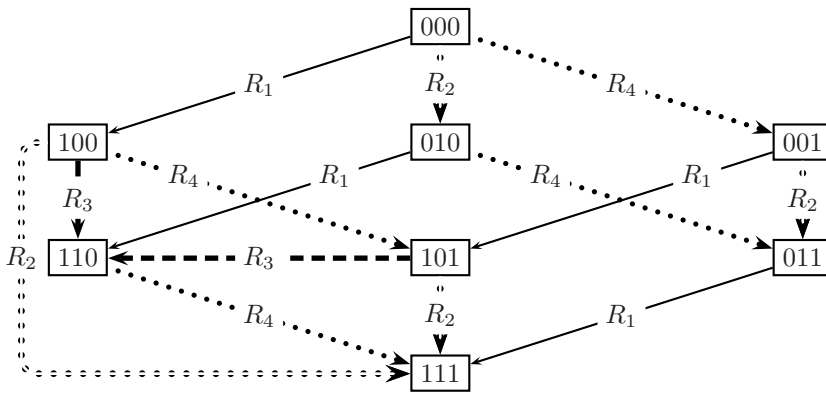 000
R₁
R₂
R₄
100
010
001
R₃
R₄
R₁
R₄
R₁
R₂
R₂
110
R₃
101
011
R₄
R₂
R₁
111